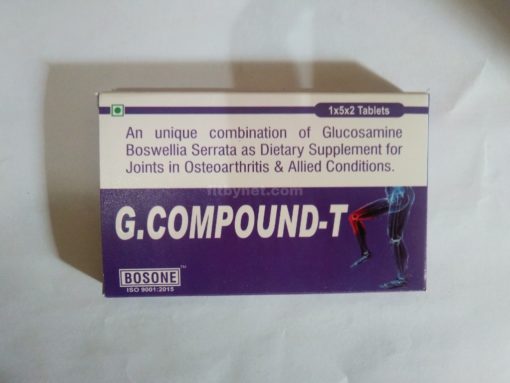 1x5x2 Tablets
An unique combination of Glucosamine
Boswellia Serrata as Dietary Supplement for
Joints in Osteoarthritis & Allied Conditions.
fitbynet.com
G.COMPOUND-T
BOSONE™
ISO 9001:2015